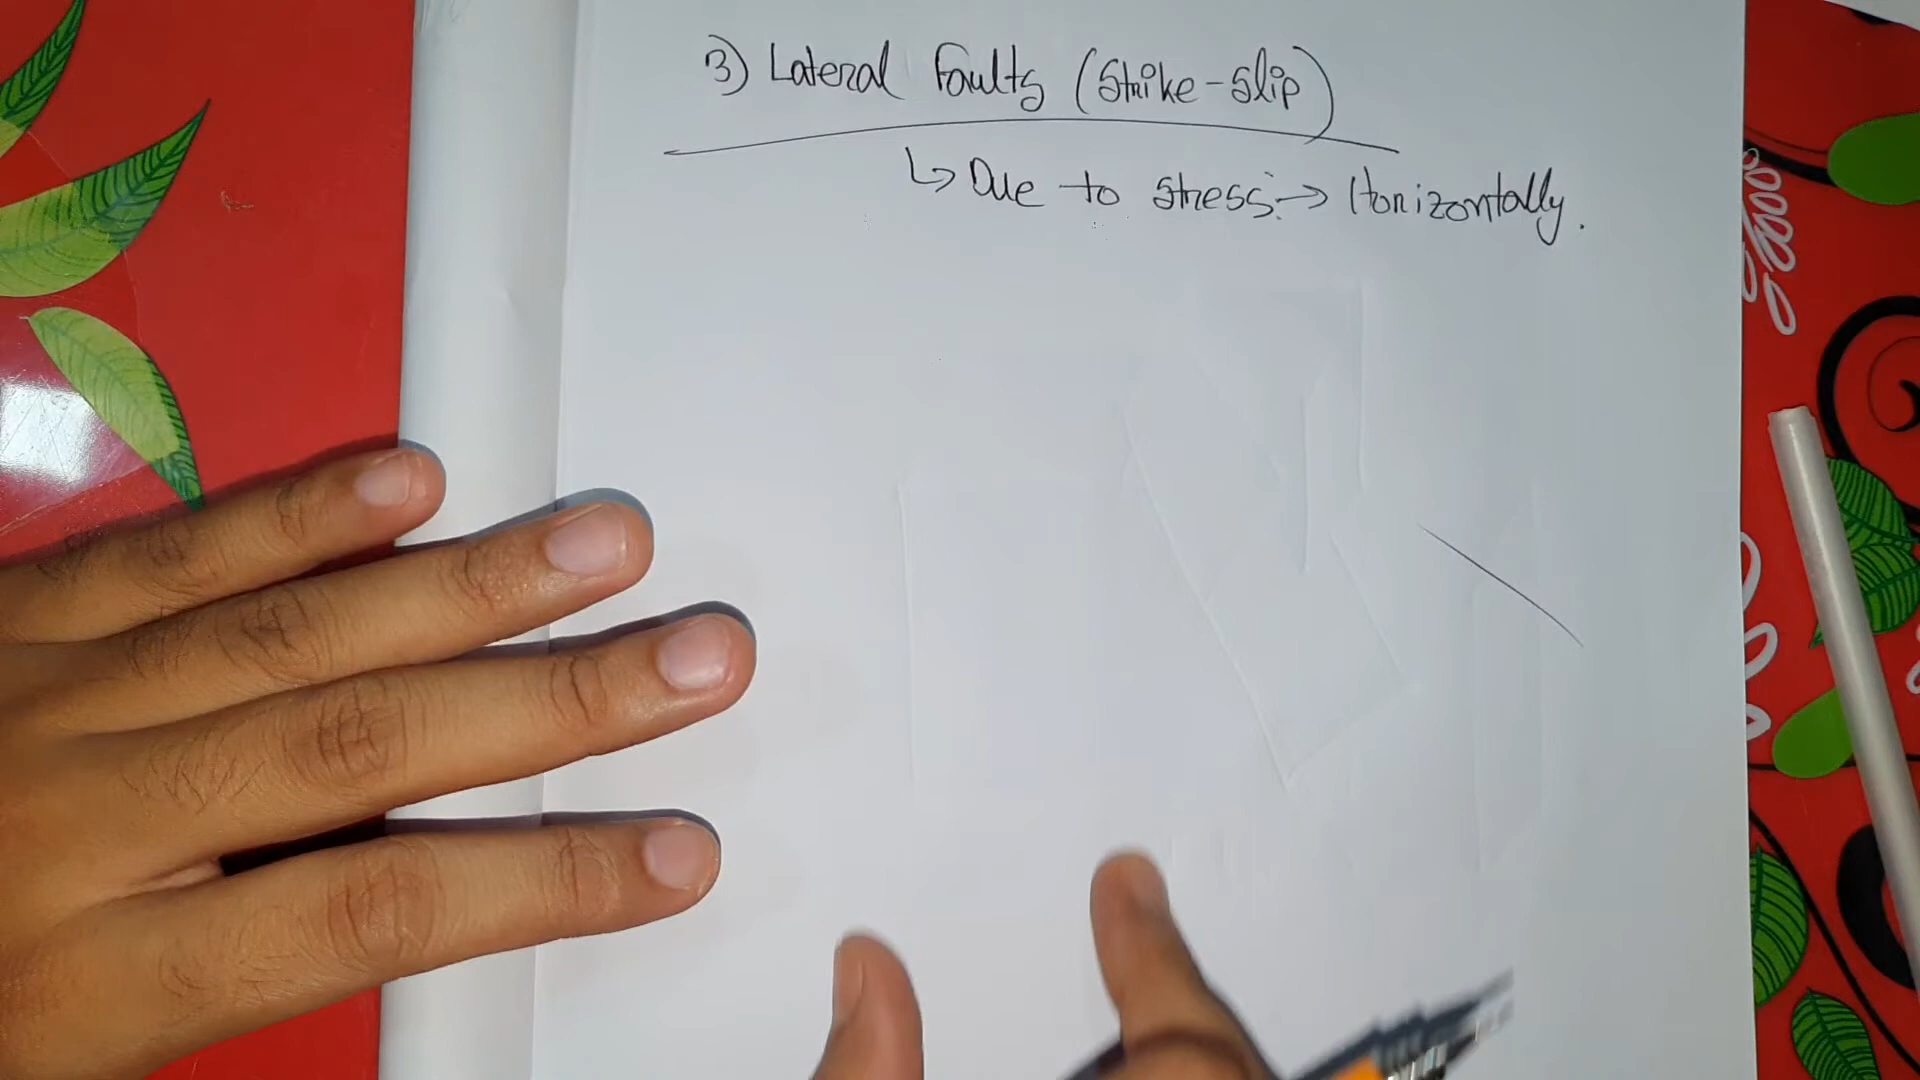 3) Lateral Faults (Strike-slip)
↳ Due to stress: → Horizontally.